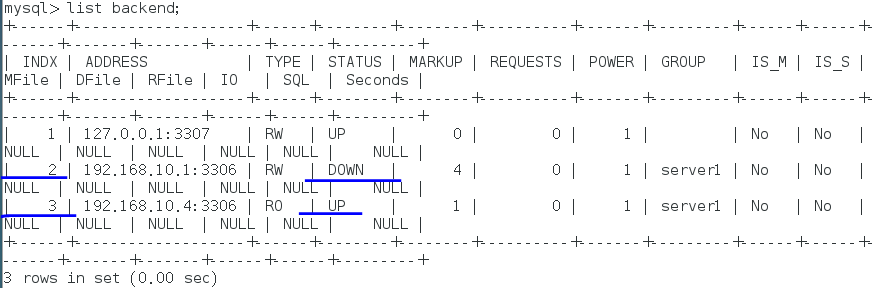 mysql> list backend;
+-------+--------------------+------+---------+--------+----------+-------+---------+------+------+
-------+-------+-------+------+------+---------+
| INDX | ADDRESS | TYPE | STATUS | MARKUP | REQUESTS | POWER | GROUP | IS_M | IS_S |
MFile | DFile | RFile | IO | SQL | Seconds |
+-------+--------------------+------+---------+--------+----------+-------+---------+------+------+
-------+-------+-------+------+------+---------+
| 1 | 127.0.0.1:3307 | RW | UP | 0 | 0 | 1 | | No | No |
NULL | NULL | NULL | NULL | NULL | NULL |
| 2 | 192.168.10.1:3306 | RW | DOWN | 4 | 0 | 1 | server1 | No | No |
NULL | NULL | NULL | NULL | NULL | NULL |
| 3 | 192.168.10.4:3306 | RO | UP | 1 | 0 | 1 | server1 | No | No |
NULL | NULL | NULL | NULL | NULL | NULL |
+-------+--------------------+------+---------+--------+----------+-------+---------+------+------+
-------+-------+-------+------+------+---------+
3 rows in set (0.00 sec)